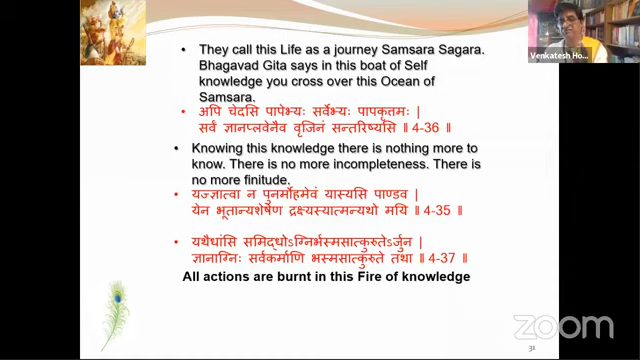 Venkatesh Ho...
• They call this Life as a journey Samsara Sagara.
Bhagavad Gita says in this boat of Self
knowledge you cross over this Ocean of
Samsara.
• अपि चेदसि पापेभ्यः सर्वेभ्यः पापकृत्तमः |
सर्वं ज्ञानप्लवेनैव वृजिनं सन्तरिष्यसि ॥ 4-36 ॥
• Knowing this knowledge there is nothing more to
know. There is no more incompleteness. There is
no more finitude.
• यज्ज्ञात्वा न पुनर्मोहमेवं यास्यसि पाण्डव |
येन भूतान्यशेषेण द्रक्ष्यस्यात्मन्यथो मयि ॥ 4-35 ॥
• यथैधांसि समिद्धोऽग्निर्भस्मसात्कुरुतेऽर्जुन |
ज्ञानाग्निः सर्वकर्माणि भस्मसात्कुरुते तथा ॥ 4-37 ॥
All actions are burnt in this Fire of knowledge
zoom
31